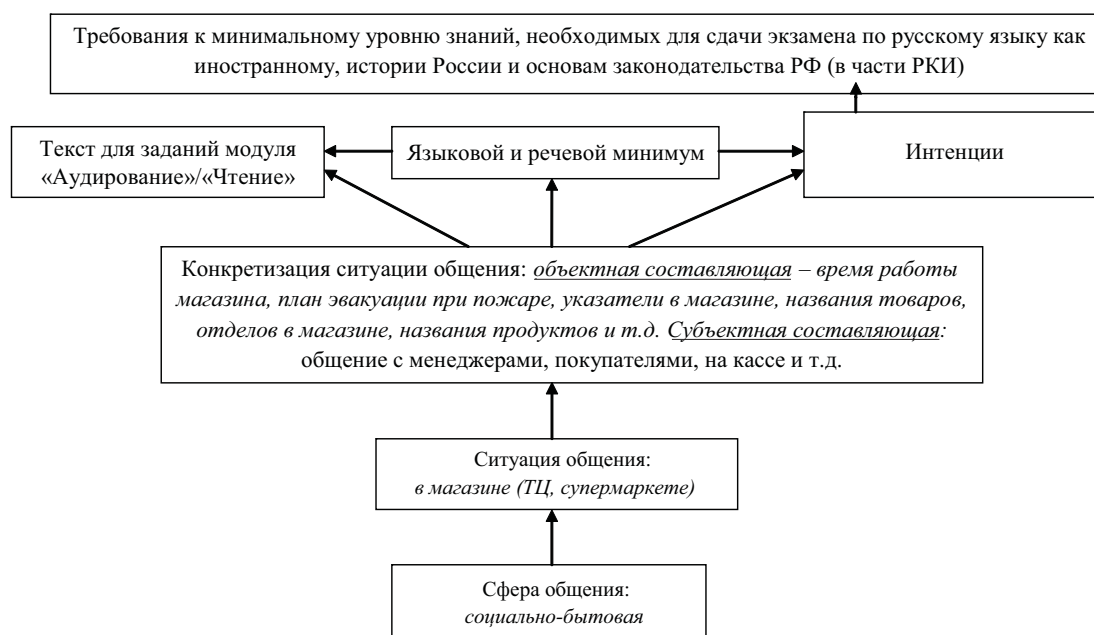 Требования к минимальному уровню знаний, необходимых для сдачи экзамена по русскому языку как
иностранному, истории России и основам законодательства РФ (в части РКИ)
Текст для заданий модуля
«Аудирование»/«Чтение»
Языковой и речевой минимум
Интенции
Конкретизация ситуации общения: объектная составляющая – время работы
магазина, план эвакуации при пожаре, указатели в магазине, названия товаров,
отделов в магазине, названия продуктов и т.д. Субъектная составляющая:
общение с менеджерами, покупателями, на кассе и т.д.
Ситуация общения:
в магазине (ТЦ, супермаркете)
Сфера общения:
социально-бытовая